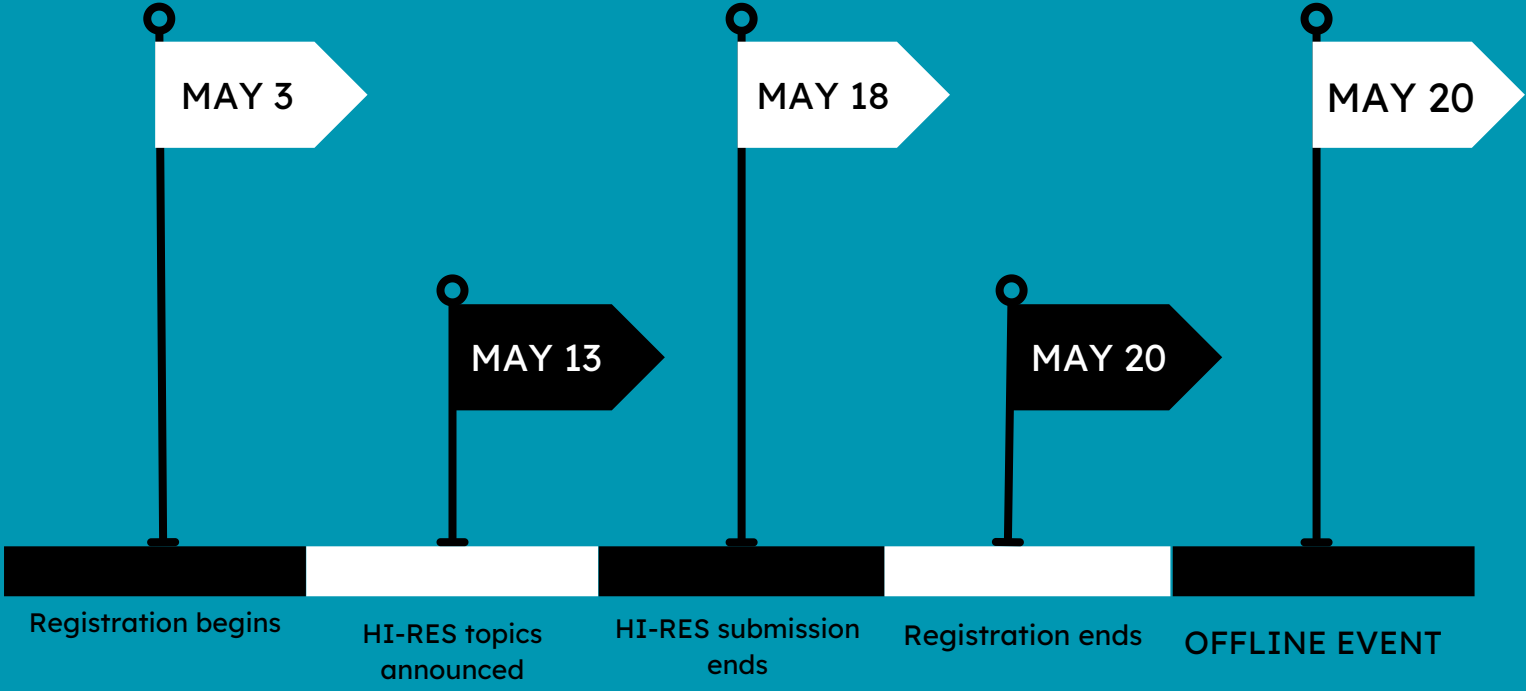 MAY 3
MAY 18
MAY 20
MAY 13
MAY 20
Registration begins
HI-RES topics
announced
HI-RES submission
ends
Registration ends
OFFLINE EVENT